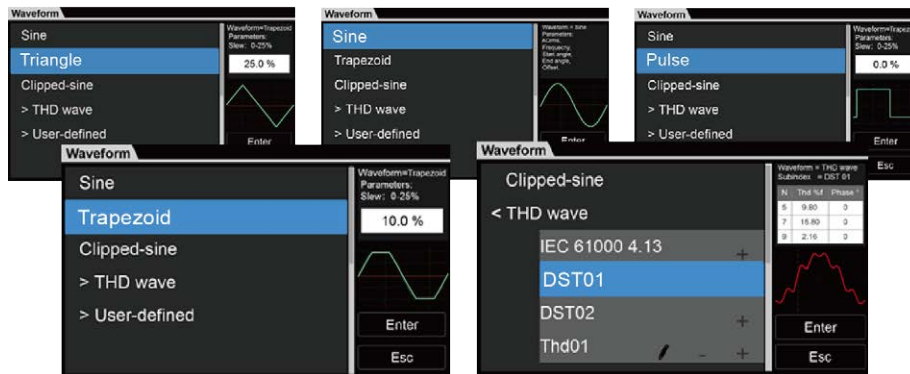 Waveform
Sine
Triangle
Clipped-sine
> THD wave
> User-defined
Waveform=Trapezoid
Parameters:
Slew: 0-25%
25.0 %
Enter
Waveform
Sine
Trapezoid
Clipped-sine
> THD wave
> User-defined
Waveform = Sine
Parameters:
Frequency,
Start angle,
End angle,
Offset.
Enter
Waveform
Sine
Pulse
Clipped-sine
> THD wave
> User-defined
Waveform=Trapez
Parameters:
Slew: 0-25%
0.0 %
Enter
Esc
Waveform
Sine
Trapezoid
Clipped-sine
> THD wave
> User-defined
Waveform=Trapezoid
Parameters:
Slew: 0-25%
10.0 %
Enter
Esc
Waveform
Clipped-sine
< THD wave
IEC 61000 4.13 +
DST01
DST02 +
Thd01 - +
Waveform = THD wave
Subindex = DST 01
N Thd %f Phase °
5 9.80 0
7 15.80 0
9 2.16 0
Enter
Esc